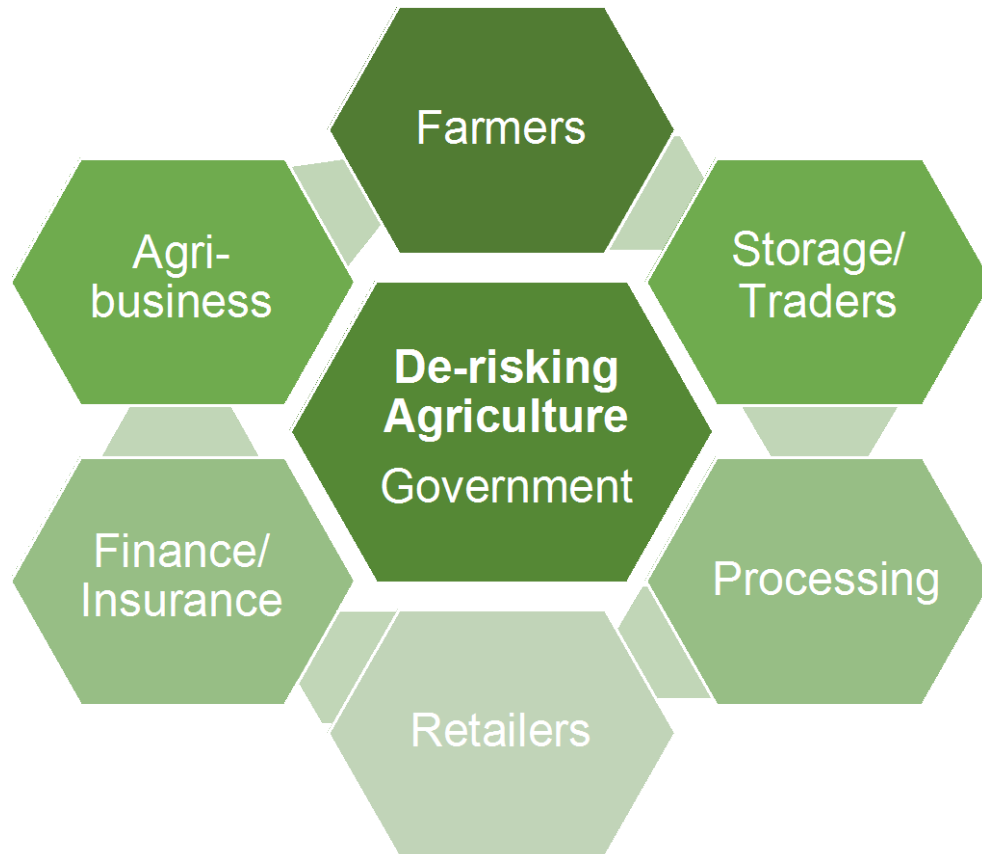 Farmers
Agri-
business
Storage/
Traders
De-risking
Agriculture
Government
Finance/
Insurance
Processing
Retailers